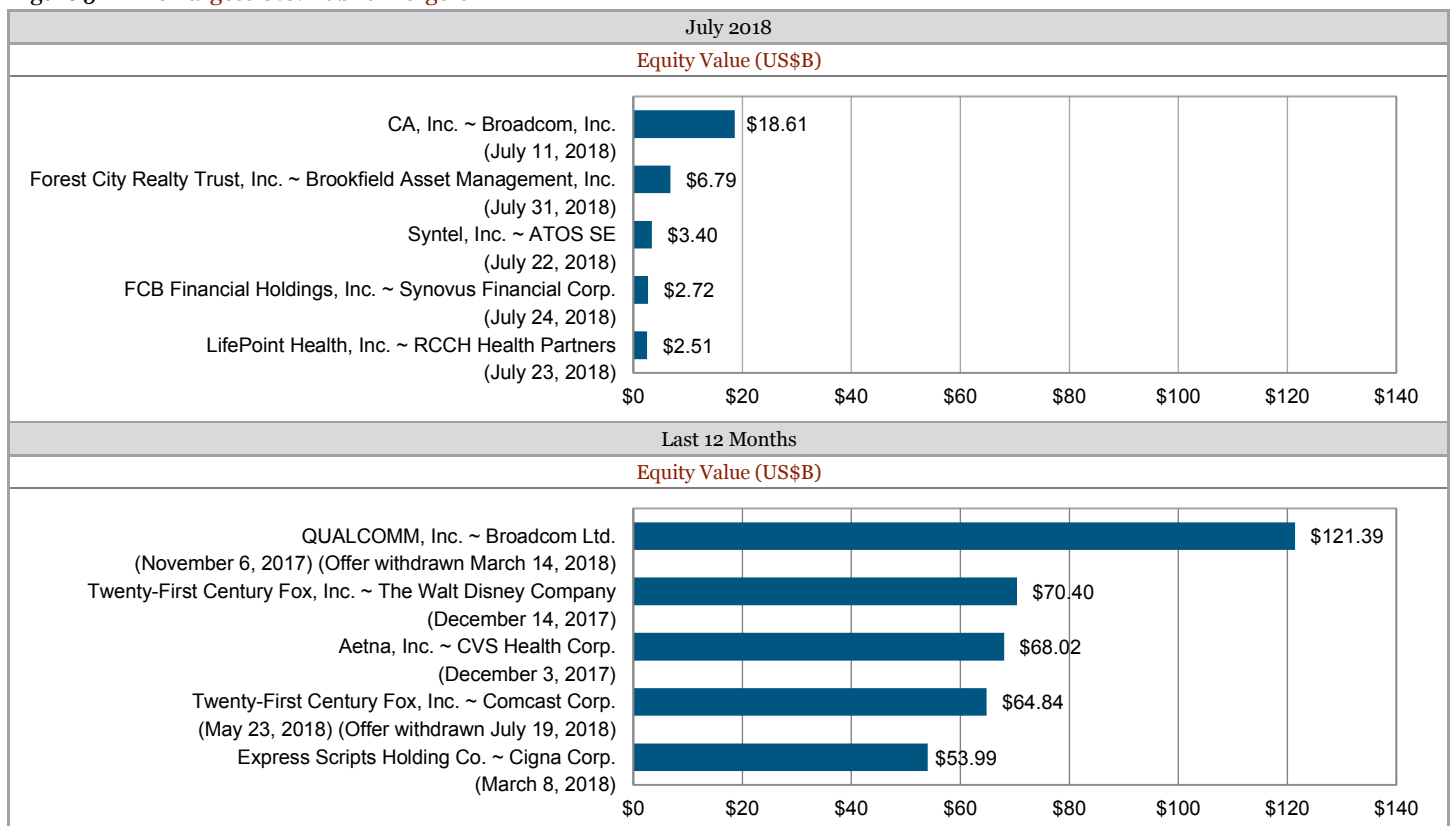 July 2018
Equity Value (US$B)
CA, Inc. ~ Broadcom, Inc.
(July 11, 2018)
$18.61
Forest City Realty Trust, Inc. ~ Brookfield Asset Management, Inc.
(July 31, 2018)
$6.79
Syntel, Inc. ~ ATOS SE
(July 22, 2018)
$3.40
FCB Financial Holdings, Inc. ~ Synovus Financial Corp.
(July 24, 2018)
$2.72
LifePoint Health, Inc. ~ RCCH Health Partners
(July 23, 2018)
$2.51
$0 $20 $40 $60 $80 $100 $120 $140
Last 12 Months
Equity Value (US$B)
QUALCOMM, Inc. ~ Broadcom Ltd.
(November 6, 2017) (Offer withdrawn March 14, 2018)
$121.39
Twenty-First Century Fox, Inc. ~ The Walt Disney Company
(December 14, 2017)
$70.40
Aetna, Inc. ~ CVS Health Corp.
(December 3, 2017)
$68.02
Twenty-First Century Fox, Inc. ~ Comcast Corp.
(May 23, 2018) (Offer withdrawn July 19, 2018)
$64.84
Express Scripts Holding Co. ~ Cigna Corp.
(March 8, 2018)
$53.99
$0 $20 $40 $60 $80 $100 $120 $140